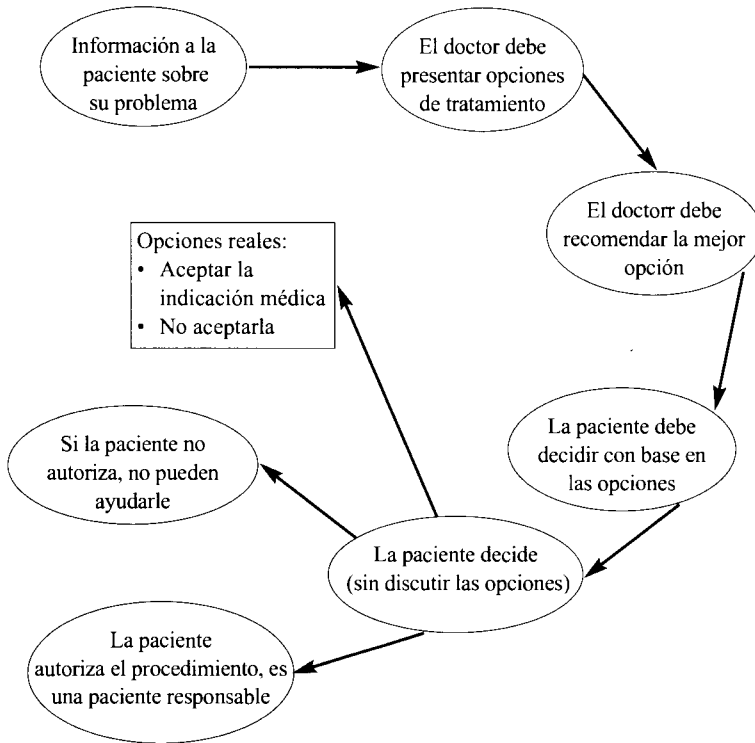 Información a la
paciente sobre
su problema
El doctor debe
presentar opciones
de tratamiento
El doctorr debe
recomendar la mejor
opción
Opciones reales:
• Aceptar la
indicación médica
• No aceptarla
La paciente debe
decidir con base en
las opciones
Si la paciente no
autoriza, no pueden
ayudarle
La paciente decide
(sin discutir las opciones)
La paciente
autoriza el procedimiento, es
una paciente responsable